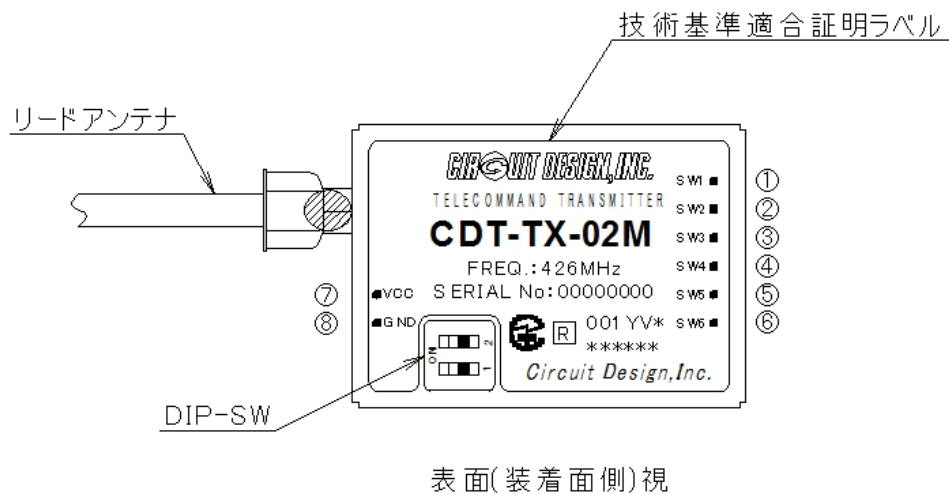 技術基準適合証明ラベル
リードアンテナ
CIRCUIT DESIGN, INC.
TELECOMMAND TRANSMITTER
CDT-TX-02M
FREQ.:426MHz
SERIAL No:00000000
SW1 ①
SW2 ②
SW3 ③
SW4 ④
SW5 ⑤
SW6 ⑥
⑦ VCC
⑧ GND
ON
2
1
R 001 YV*
******
Circuit Design,Inc.
DIP-SW
表面(装着面側)視